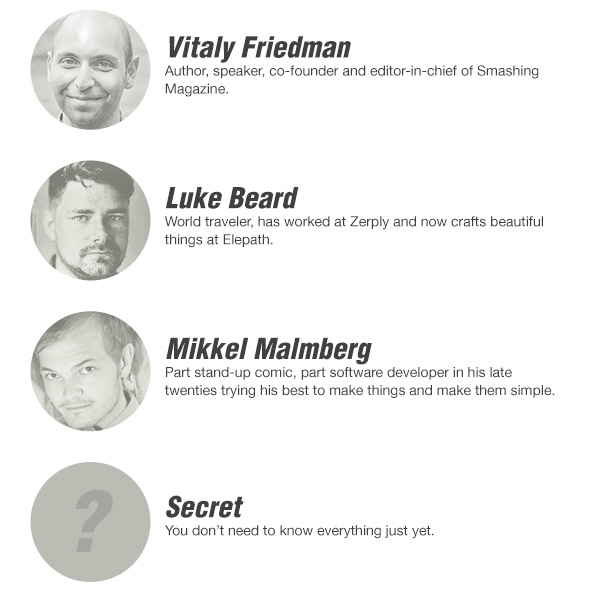 Vitaly Friedman
Author, speaker, co-founder and editor-in-chief of Smashing
Magazine.
Luke Beard
World traveler, has worked at Zerply and now crafts beautiful
things at Elepath.
Mikkel Malmberg
Part stand-up comic, part software developer in his late
twenties trying his best to make things and make them simple.
?
Secret
You don’t need to know everything just yet.